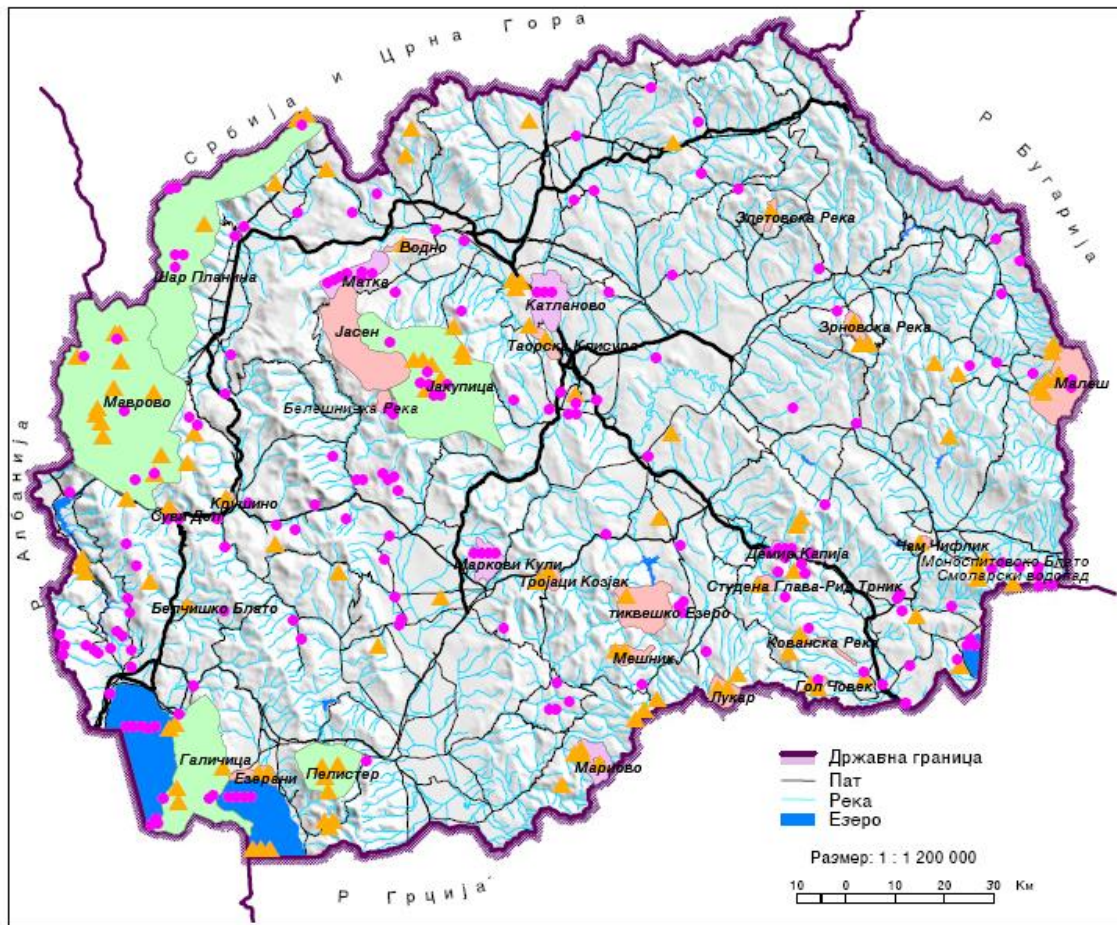 Србија и Црна Гора
Р Бугарија
Злетовска Река
Водно
Шар Планина
Матка
Катланово
Јасен
Таорска Клисура
Зрновска Река
Јакупица
Малеш
Маврово
Белешничка Река
Р Албанија
Крушино
Сува Дол
Маркови Кули
Демир Капија
Чам Чифлик
Моноспитовско Блато
Смоларски водопад
Тројаци Козјак
Студена Глава-Рид Трник
Белчишко Блато
тиквешко Езеро
Кованска Река
Мешник
Лукар
Гол Човек
Галичица
Езерани
Пелистер
Мариово
Државна граница
Пат
Река
Езеро
Размер: 1 : 1 200 000
10 0 10 20 30 Км
Р Грција